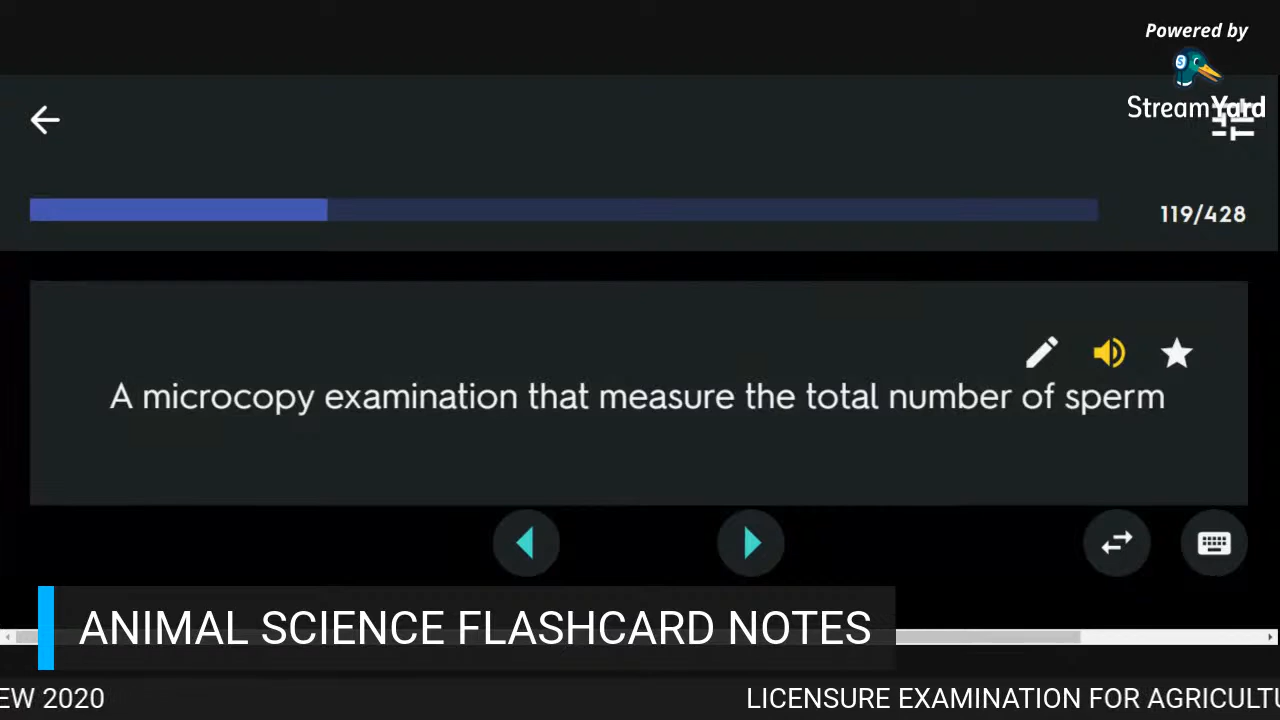 Powered by
StreamYard
119/428
A microcopy examination that measure the total number of sperm
ANIMAL SCIENCE FLASHCARD NOTES
EW 2020
LICENSURE EXAMINATION FOR AGRICULTU